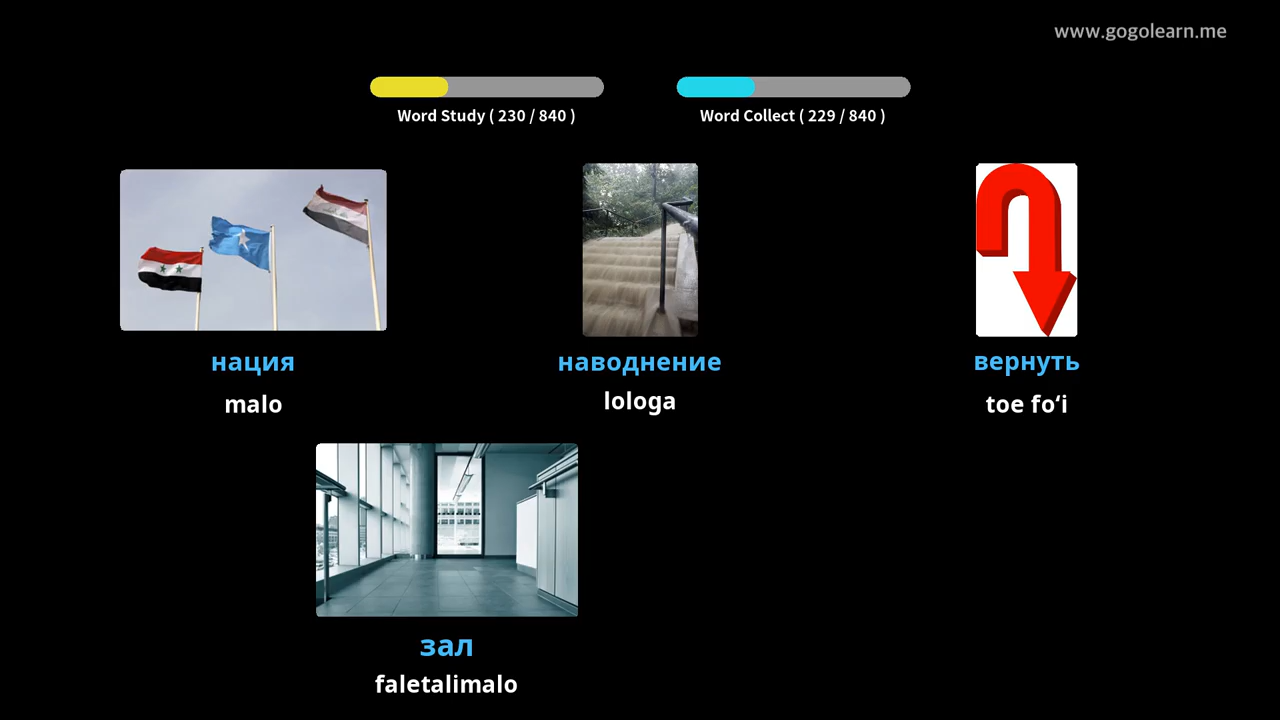 www.gogolearn.me
Word Study ( 230 / 840 )
Word Collect ( 229 / 840 )
нация
наводнение
вернуть
malo
lologa
toe foʻi
зал
faletalimalo